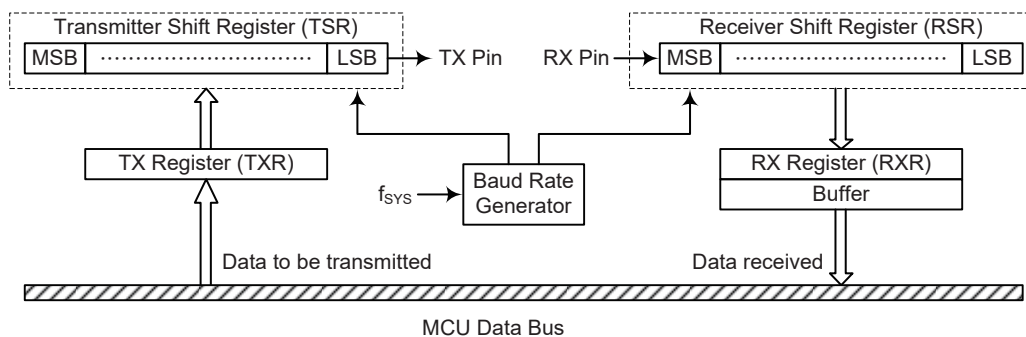 Transmitter Shift Register (TSR)
MSB ………………………… LSB
TX Pin
RX Pin
Receiver Shift Register (RSR)
MSB ………………………… LSB
TX Register (TXR)
Baud Rate
Generator
fSYS
RX Register (RXR)
Buffer
Data to be transmitted
Data received
MCU Data Bus